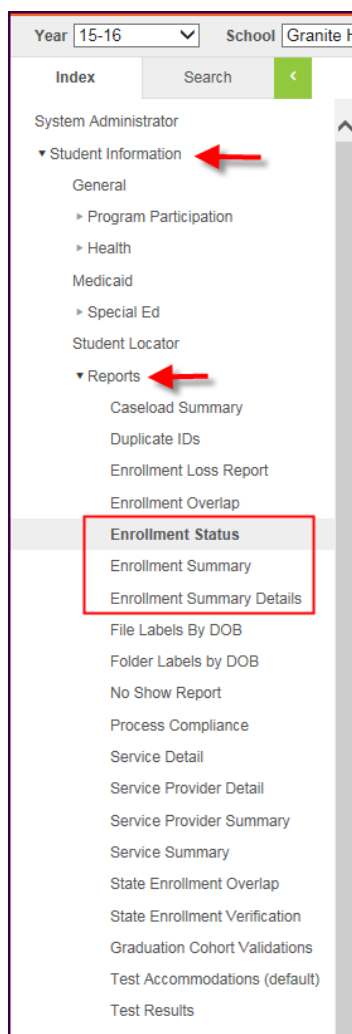 Year 15-16 School Granite H
Index Search
System Administrator
Student Information
General
Program Participation
Health
Medicaid
Special Ed
Student Locator
Reports
Caseload Summary
Duplicate IDs
Enrollment Loss Report
Enrollment Overlap
Enrollment Status
Enrollment Summary
Enrollment Summary Details
File Labels By DOB
Folder Labels by DOB
No Show Report
Process Compliance
Service Detail
Service Provider Detail
Service Provider Summary
Service Summary
State Enrollment Overlap
State Enrollment Verification
Graduation Cohort Validations
Test Accommodations (default)
Test Results